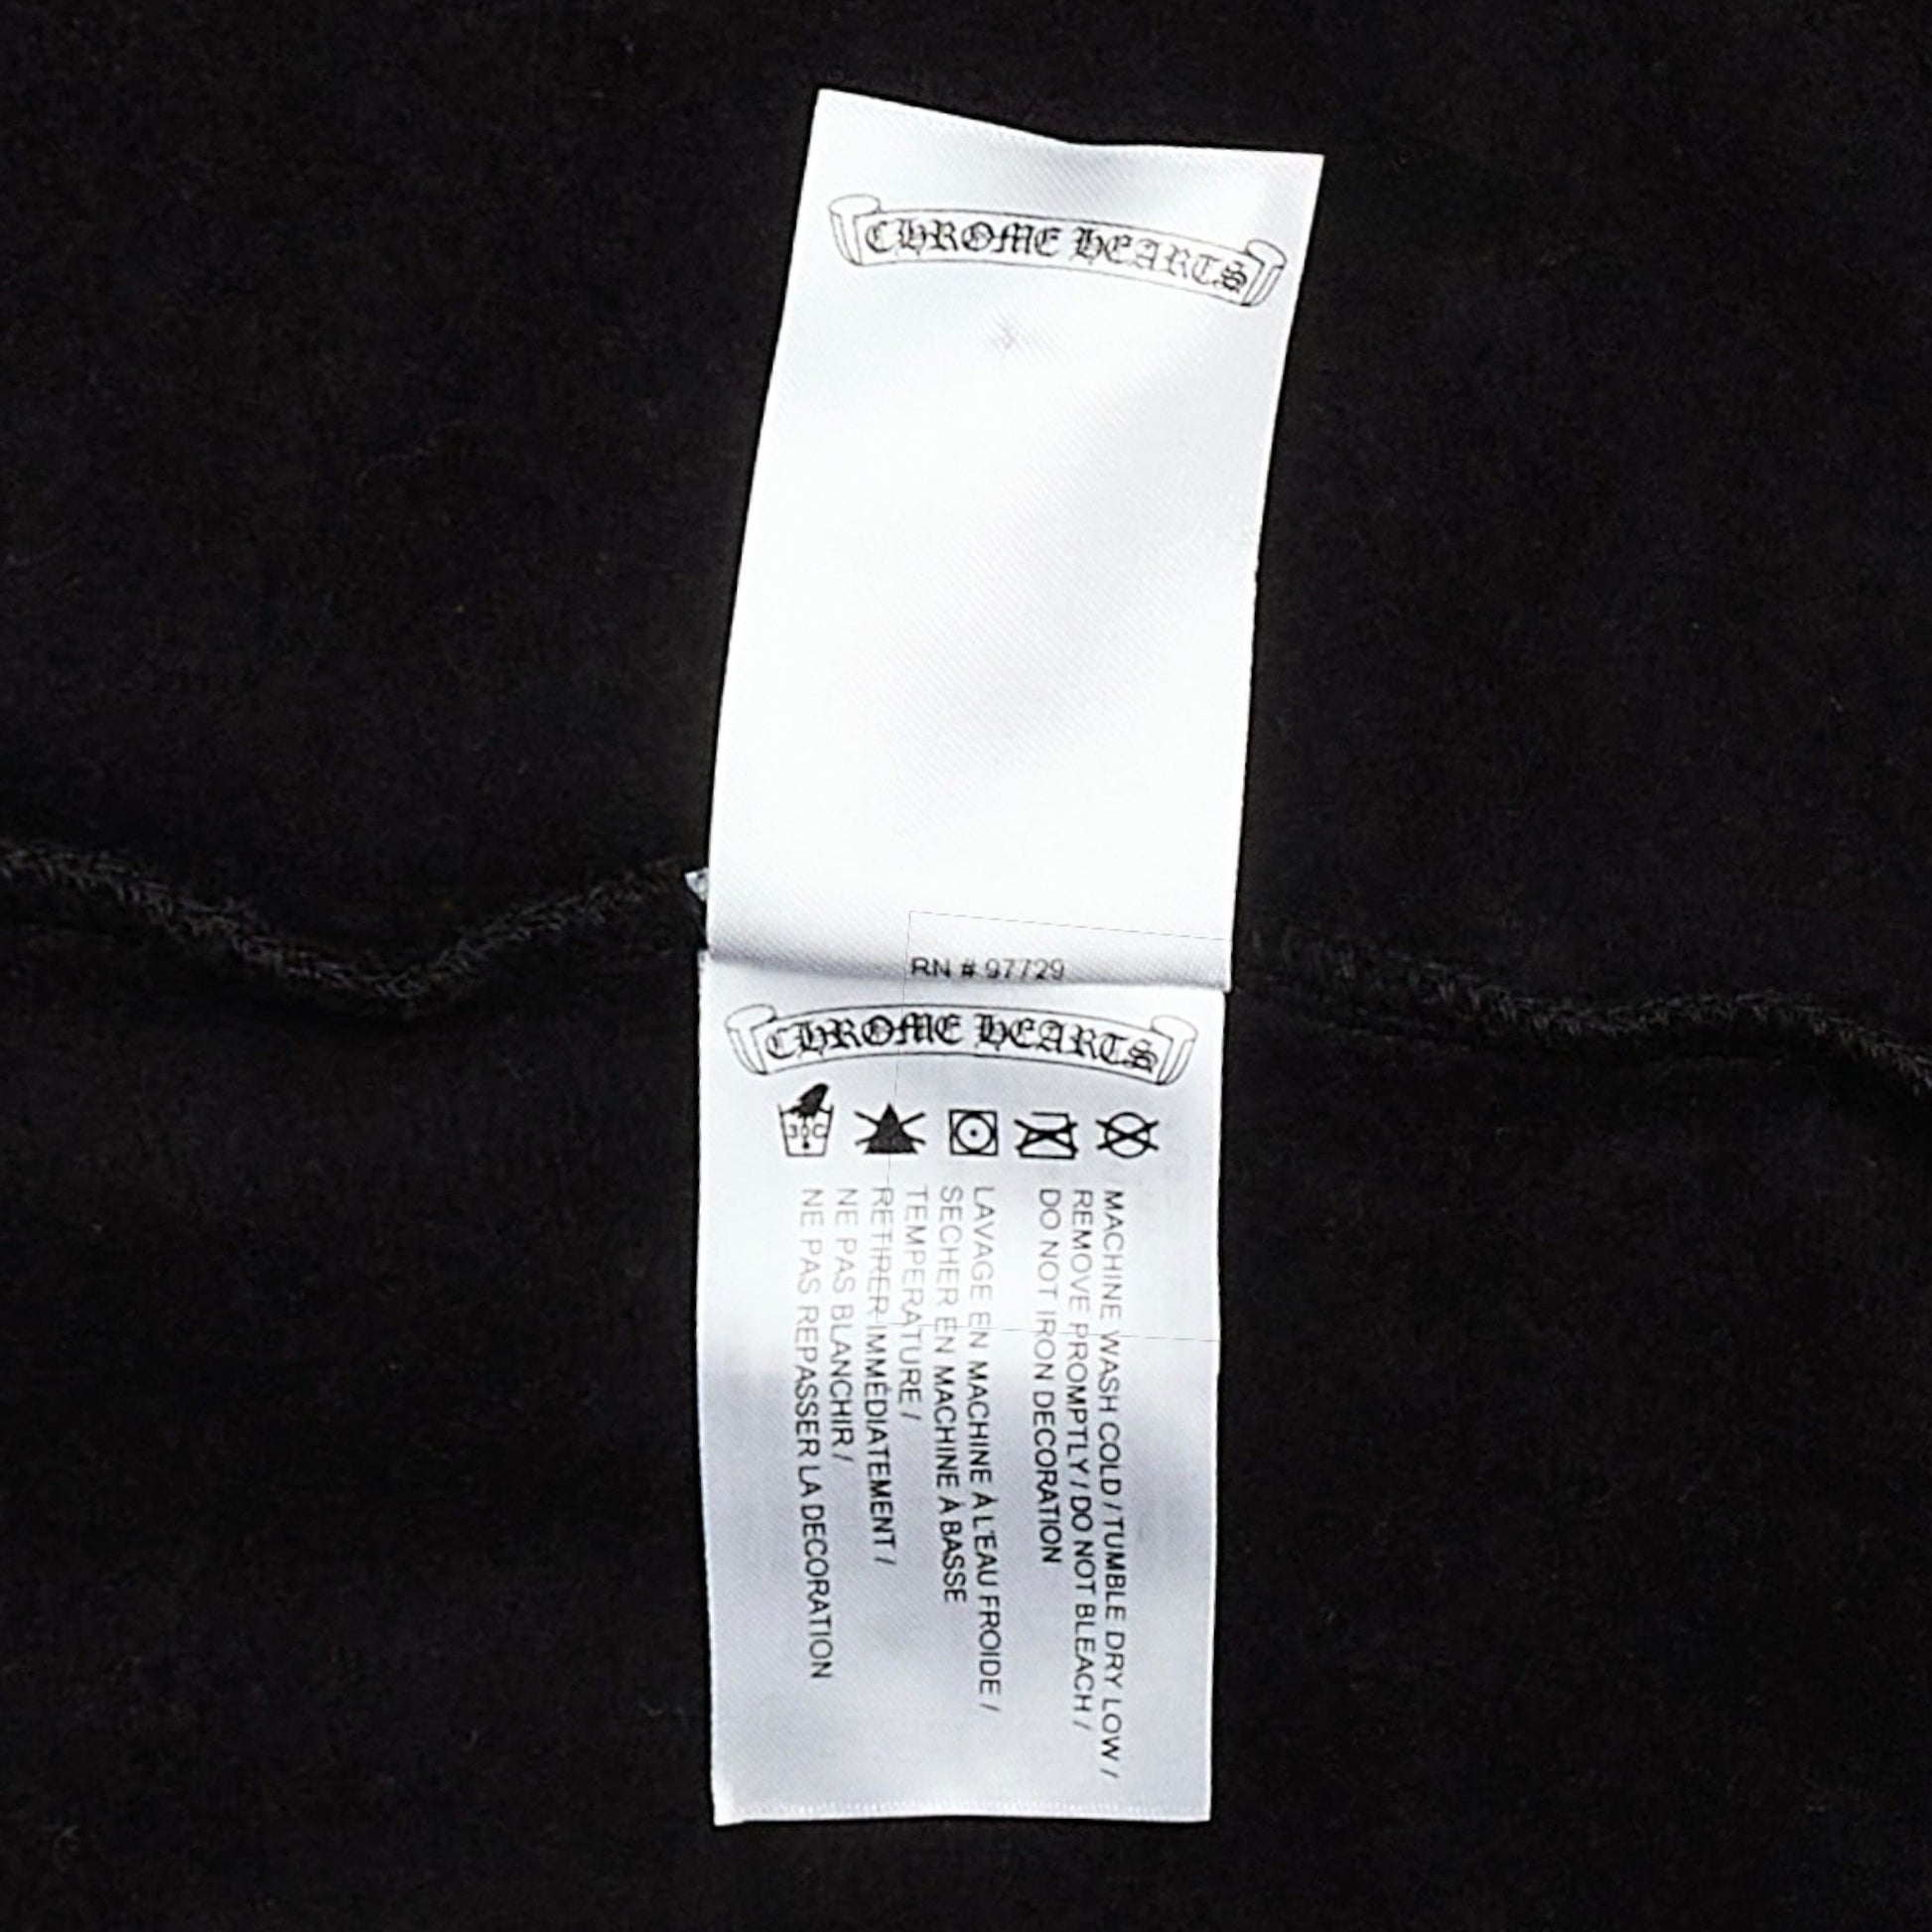 CHROME HEARTS
RN # 97729
CHROME HEARTS
30C
MACHINE WASH COLD / TUMBLE DRY LOW /
REMOVE PROMPTLY / DO NOT BLEACH /
DO NOT IRON DECORATION
LAVAGE EN MACHINE À L'EAU FROIDE /
SECHER EN MACHINE À BASSE
TEMPERATURE /
RETIRER IMMÉDIATEMENT /
NE PAS BLANCHIR /
NE PAS REPASSER LA DECORATION